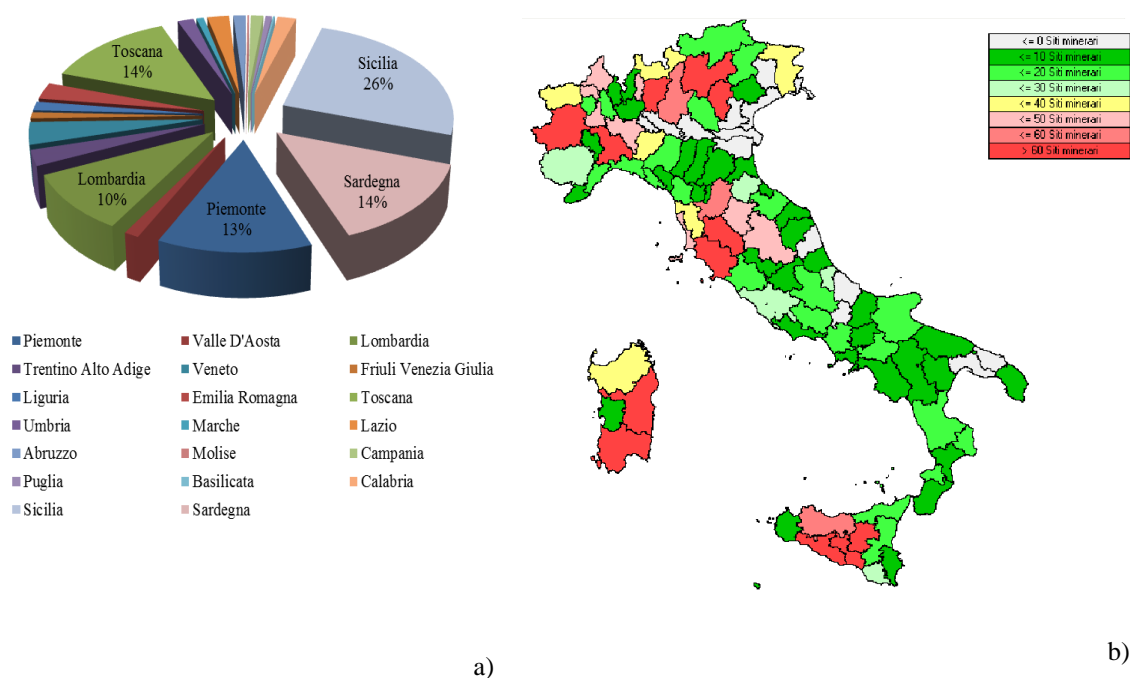 Toscana
14%
Sicilia
26%
Lombardia
10%
Piemonte
13%
Sardegna
14%
Piemonte Valle D'Aosta Lombardia
Trentino Alto Adige Veneto Friuli Venezia Giulia
Liguria Emilia Romagna Toscana
Umbria Marche Lazio
Abruzzo Molise Campania
Puglia Basilicata Calabria
Sicilia Sardegna
a)
<= 0 Siti minerari
<= 10 Siti minerari
<= 20 Siti minerari
<= 30 Siti minerari
<= 40 Siti minerari
<= 50 Siti minerari
<= 60 Siti minerari
> 60 Siti minerari
b)